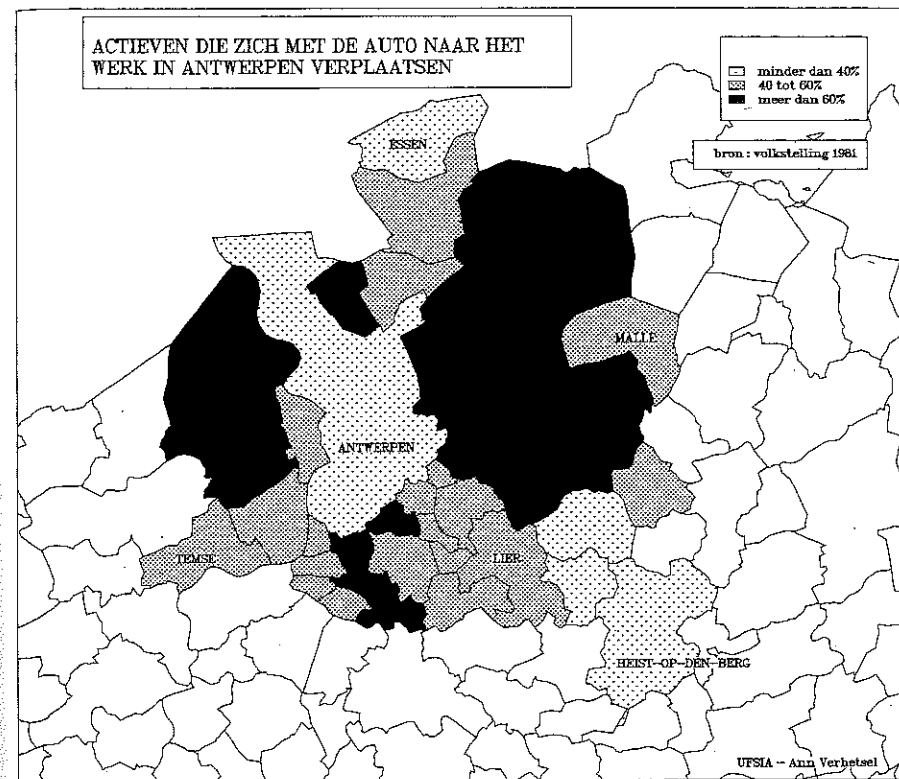 ACTIEVEN DIE ZICH MET DE AUTO NAAR HET
WERK IN ANTWERPEN VERPLAATSEN
minder dan 40%
40 tot 60%
meer dan 60%
bron : volkstelling 1981
ESSEN
MALLE
ANTWERPEN
TEMSE
LIER
HEIST-OP-DEN-BERG
UFSIA - Ann Verhetsel